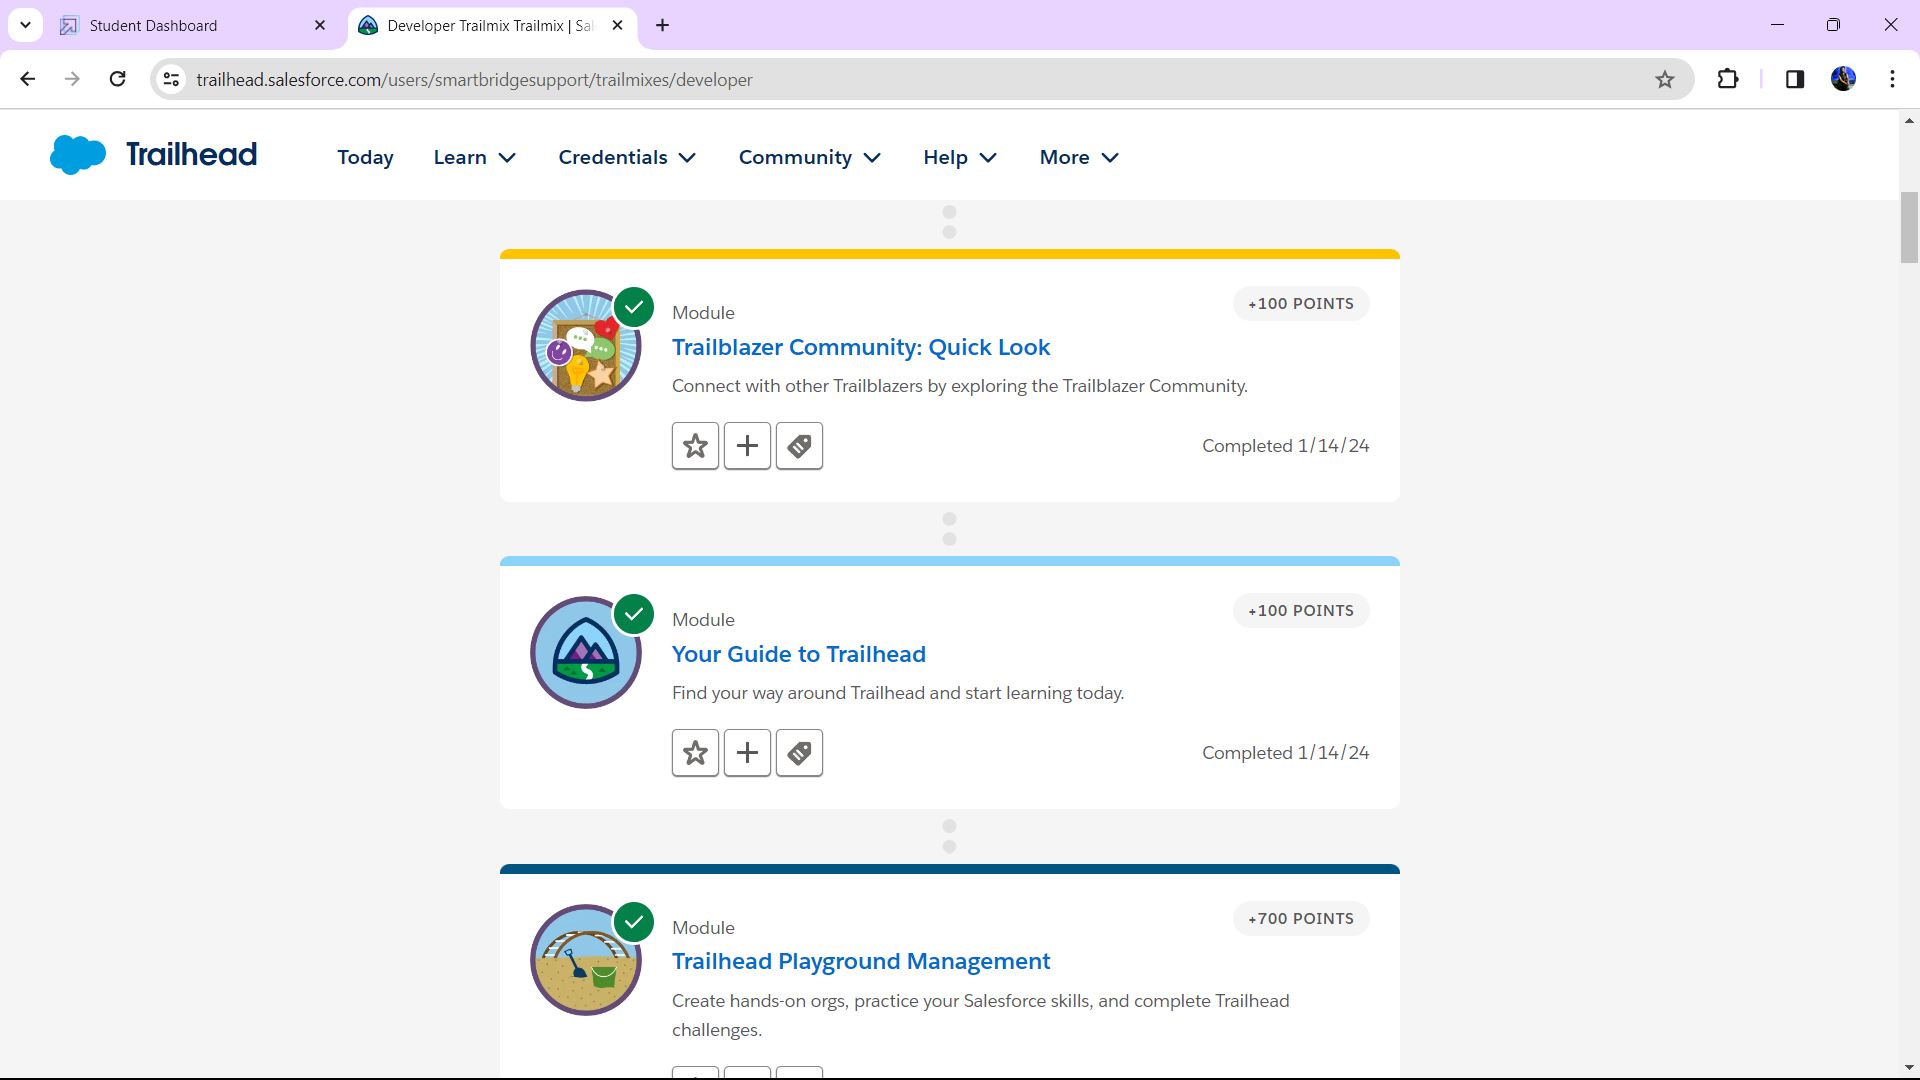 Student Dashboard
Developer Trailmix Trailmix | Sal
trailhead.salesforce.com/users/smartbridgesupport/trailmixes/developer
Trailhead
Today Learn Credentials Community Help More
+100 POINTS
Module
Trailblazer Community: Quick Look
Connect with other Trailblazers by exploring the Trailblazer Community.
Completed 1/14/24
+100 POINTS
Module
Your Guide to Trailhead
Find your way around Trailhead and start learning today.
Completed 1/14/24
+700 POINTS
Module
Trailhead Playground Management
Create hands-on orgs, practice your Salesforce skills, and complete Trailhead
challenges.